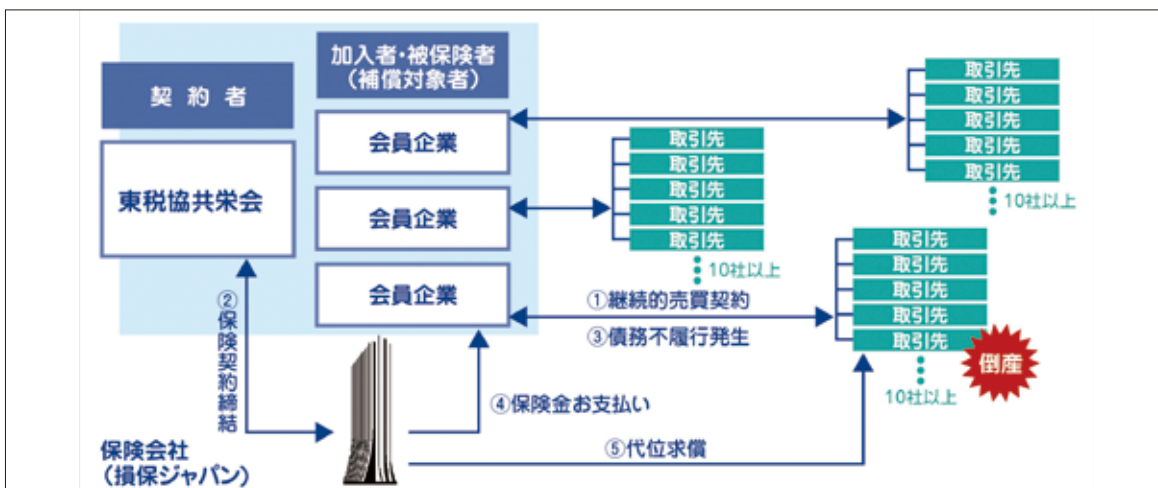 契約者
東税協共栄会
加入者・被保険者
（補償対象者）
会員企業
会員企業
会員企業
取引先
取引先
取引先
取引先
取引先
10社以上
取引先
取引先
取引先
取引先
取引先
10社以上
取引先
取引先
取引先
取引先
取引先
10社以上
倒産
①継続的売買契約
③債務不履行発生
②保険契約締結
④保険金お支払い
⑤代位求償
保険会社
（損保ジャパン）